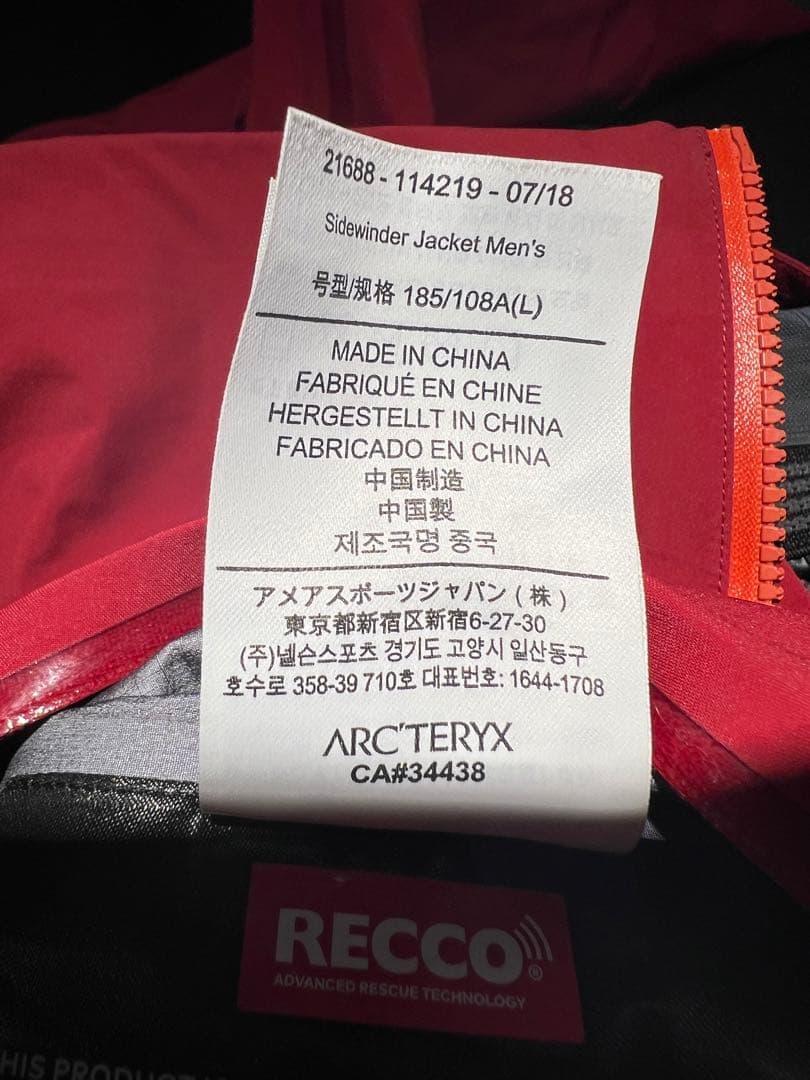 21688 - 114219 - 07/18
Sidewinder Jacket Men's
号型/规格 185/108A(L)
MADE IN CHINA
FABRIQUÉ EN CHINE
HERGESTELLT IN CHINA
FABRICADO EN CHINA
中国制造
中国製
제조국명 중국
アメアスポーツジャパン ( 株 )
東京都新宿区新宿6-27-30
(주)넬슨스포츠 경기도 고양시 일산동구
호수로 358-39 710호 대표번호: 1644-1708
ARC'TERYX
CA#34438
RECCO®
ADVANCED RESCUE TECHNOLOGY
THIS PRODUCT